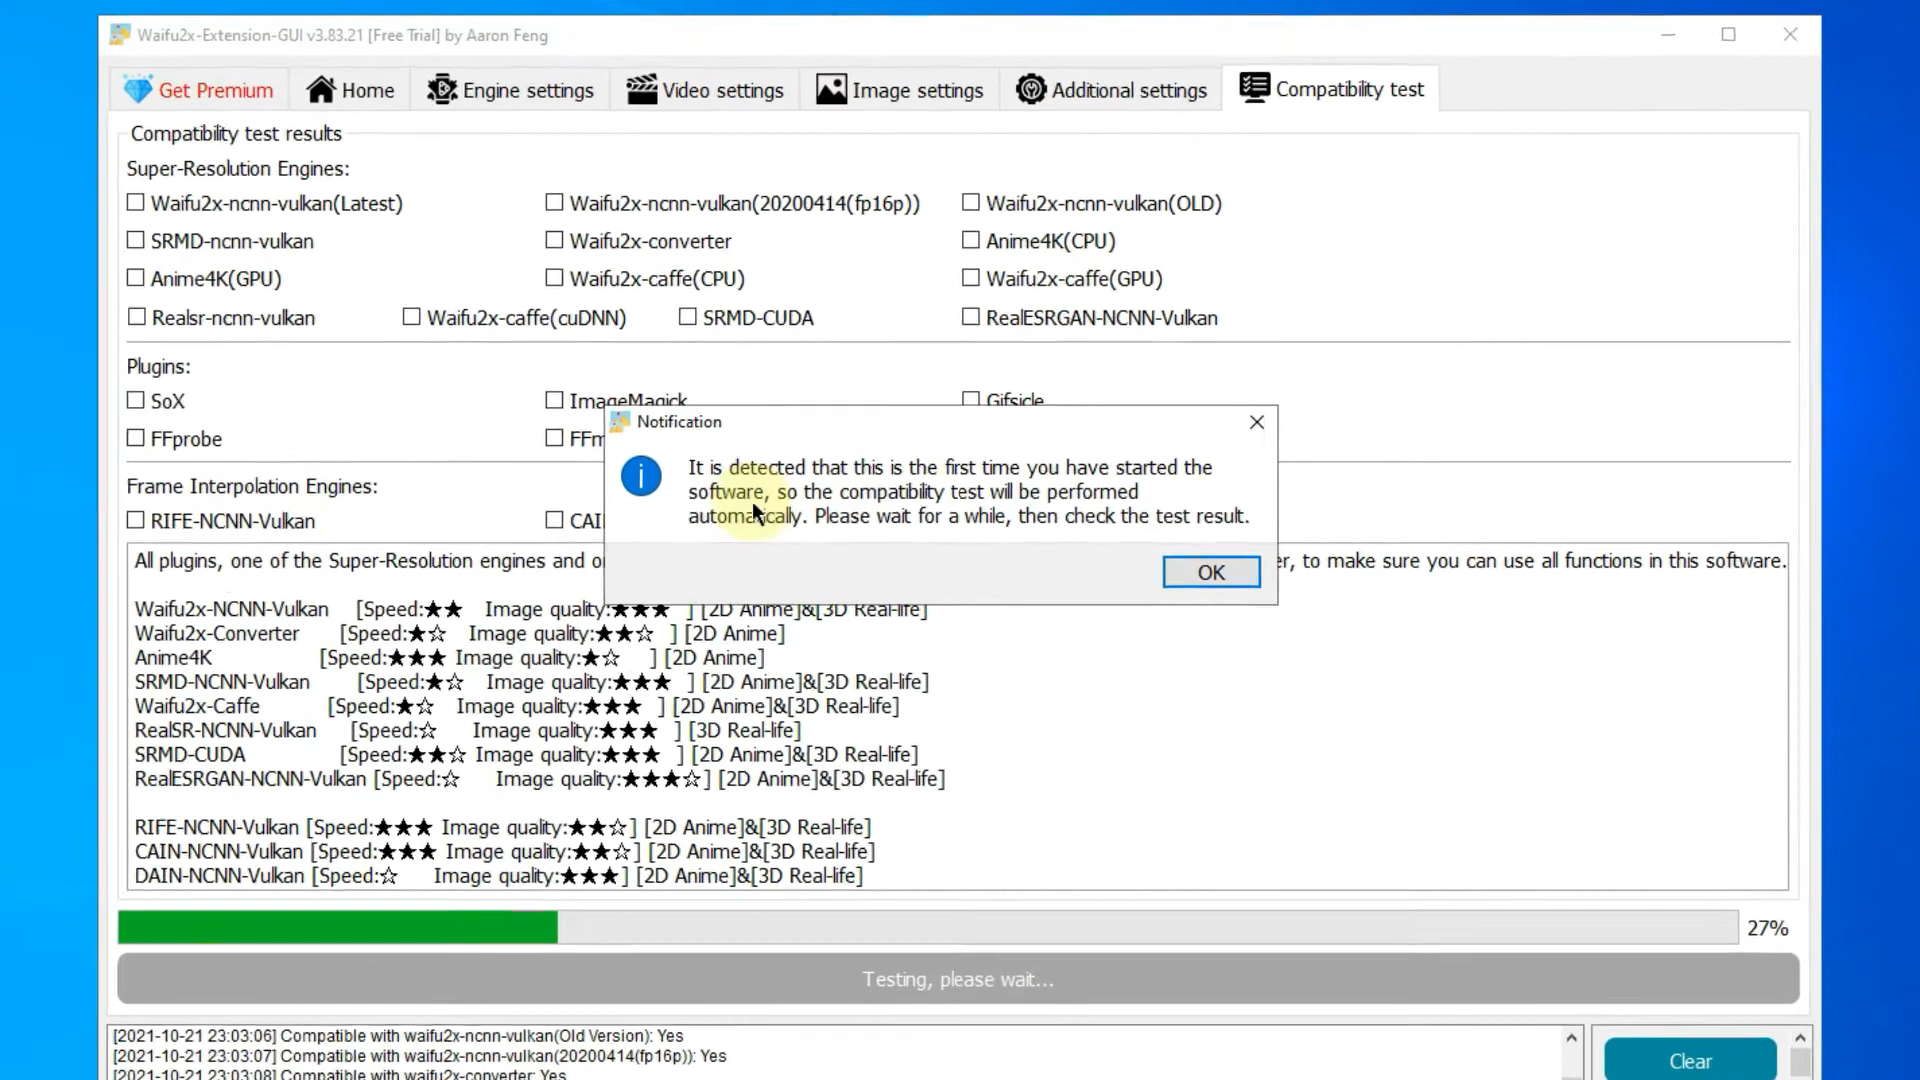 Waifu2x-Extension-GUI v3.83.21 [Free Trial] by Aaron Feng
Get Premium Home Engine settings Video settings Image settings Additional settings Compatibility test
Compatibility test results
Super-Resolution Engines:
Waifu2x-ncnn-vulkan(Latest) Waifu2x-ncnn-vulkan(20200414(fp16p)) Waifu2x-ncnn-vulkan(OLD)
SRMD-ncnn-vulkan Waifu2x-converter Anime4K(CPU)
Anime4K(GPU) Waifu2x-caffe(CPU) Waifu2x-caffe(GPU)
Realsr-ncnn-vulkan Waifu2x-caffe(cuDNN) SRMD-CUDA RealESRGAN-NCNN-Vulkan
Plugins:
SoX ImageMagick Gifsicle
FFprobe
Notification
It is detected that this is the first time you have started the
software, so the compatibility test will be performed
automatically. Please wait for a while, then check the test result.
OK
Frame Interpolation Engines:
RIFE-NCNN-Vulkan
All plugins, one of the Super-Resolution engines and to make sure you can use all functions in this software.
Waifu2x-NCNN-Vulkan [Speed:★★ Image quality:★★★ ] [2D Anime]&[3D Real-life]
Waifu2x-Converter [Speed:★☆ Image quality:★★☆ ] [2D Anime]
Anime4K [Speed:★★★ Image quality:★☆ ] [2D Anime]
SRMD-NCNN-Vulkan [Speed:★☆ Image quality:★★★ ] [2D Anime]&[3D Real-life]
Waifu2x-Caffe [Speed:★☆ Image quality:★★★ ] [2D Anime]&[3D Real-life]
RealSR-NCNN-Vulkan [Speed:☆ Image quality:★★★ ] [3D Real-life]
SRMD-CUDA [Speed:★★☆ Image quality:★★★ ] [2D Anime]&[3D Real-life]
RealESRGAN-NCNN-Vulkan [Speed:☆ Image quality:★★★☆] [2D Anime]&[3D Real-life]
RIFE-NCNN-Vulkan [Speed:★★★ Image quality:★★☆] [2D Anime]&[3D Real-life]
CAIN-NCNN-Vulkan [Speed:★★★ Image quality:★★☆] [2D Anime]&[3D Real-life]
DAIN-NCNN-Vulkan [Speed:☆ Image quality:★★★] [2D Anime]&[3D Real-life]
27%
Testing, please wait...
[2021-10-21 23:03:06] Compatible with waifu2x-ncnn-vulkan(Old Version): Yes
[2021-10-21 23:03:07] Compatible with waifu2x-ncnn-vulkan(20200414(fp16p)): Yes
[2021-10-21 23:03:08] Compatible with waifu2x-converter: Yes
Clear